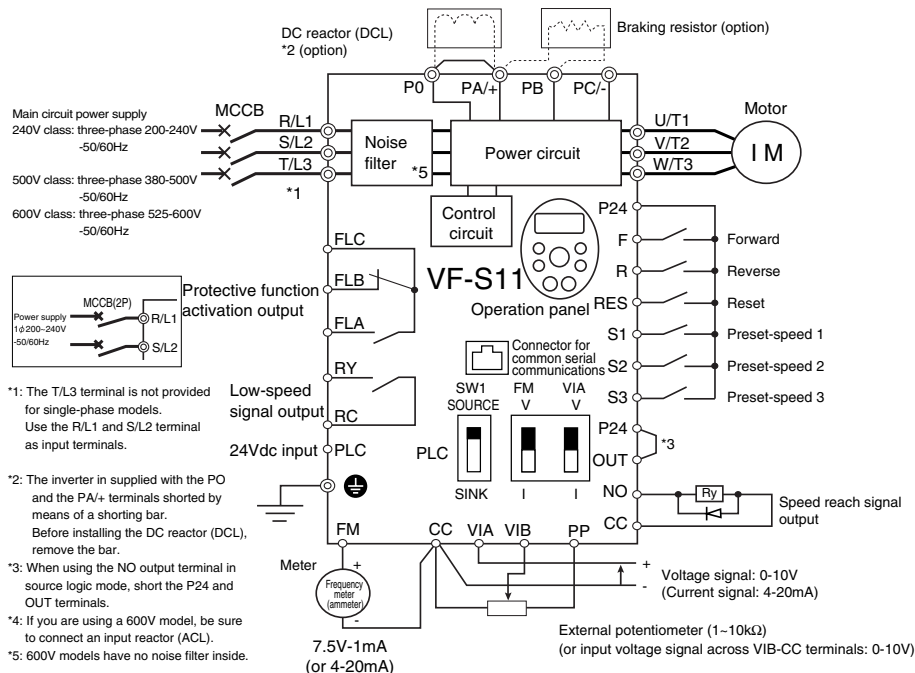 DC reactor (DCL)
*2 (option)
Braking resistor (option)
P0
PA/+
PB
PC/-
Main circuit power supply
240V class: three-phase 200-240V
-50/60Hz
500V class: three-phase 380-500V
-50/60Hz
600V class: three-phase 525-600V
-50/60Hz
MCCB
R/L1
S/L2
T/L3
*1
Noise
filter
*5
Power circuit
Control
circuit
U/T1
V/T2
W/T3
Motor
I M
P24
F
Forward
R
Reverse
RES
Reset
S1
Preset-speed 1
S2
Preset-speed 2
S3
Preset-speed 3
P24
*3
OUT
NO
Ry
CC
Speed reach signal
output
FLC
FLB
FLA
Protective function
activation output
VF-S11
Operation panel
Connector for
common serial
communications
RY
RC
Low-speed
signal output
24Vdc input
PLC
SW1
SOURCE
PLC
SINK
FM
V
I
VIA
V
I
MCCB(2P)
Power supply
1ϕ200~240V
-50/60Hz
R/L1
S/L2
*1: The T/L3 terminal is not provided
for single-phase models.
Use the R/L1 and S/L2 terminal
as input terminals.
*2: The inverter in supplied with the PO
and the PA/+ terminals shorted by
means of a shorting bar.
Before installing the DC reactor (DCL),
remove the bar.
*3: When using the NO output terminal in
source logic mode, short the P24 and
OUT terminals.
*4: If you are using a 600V model, be sure
to connect an input reactor (ACL).
*5: 600V models have no noise filter inside.
FM
CC
VIA
VIB
PP
Meter
+
Frequency
meter
(ammeter)
-
7.5V-1mA
(or 4-20mA)
+
-
Voltage signal: 0-10V
(Current signal: 4-20mA)
External potentiometer (1~10kΩ)
(or input voltage signal across VIB-CC terminals: 0-10V)